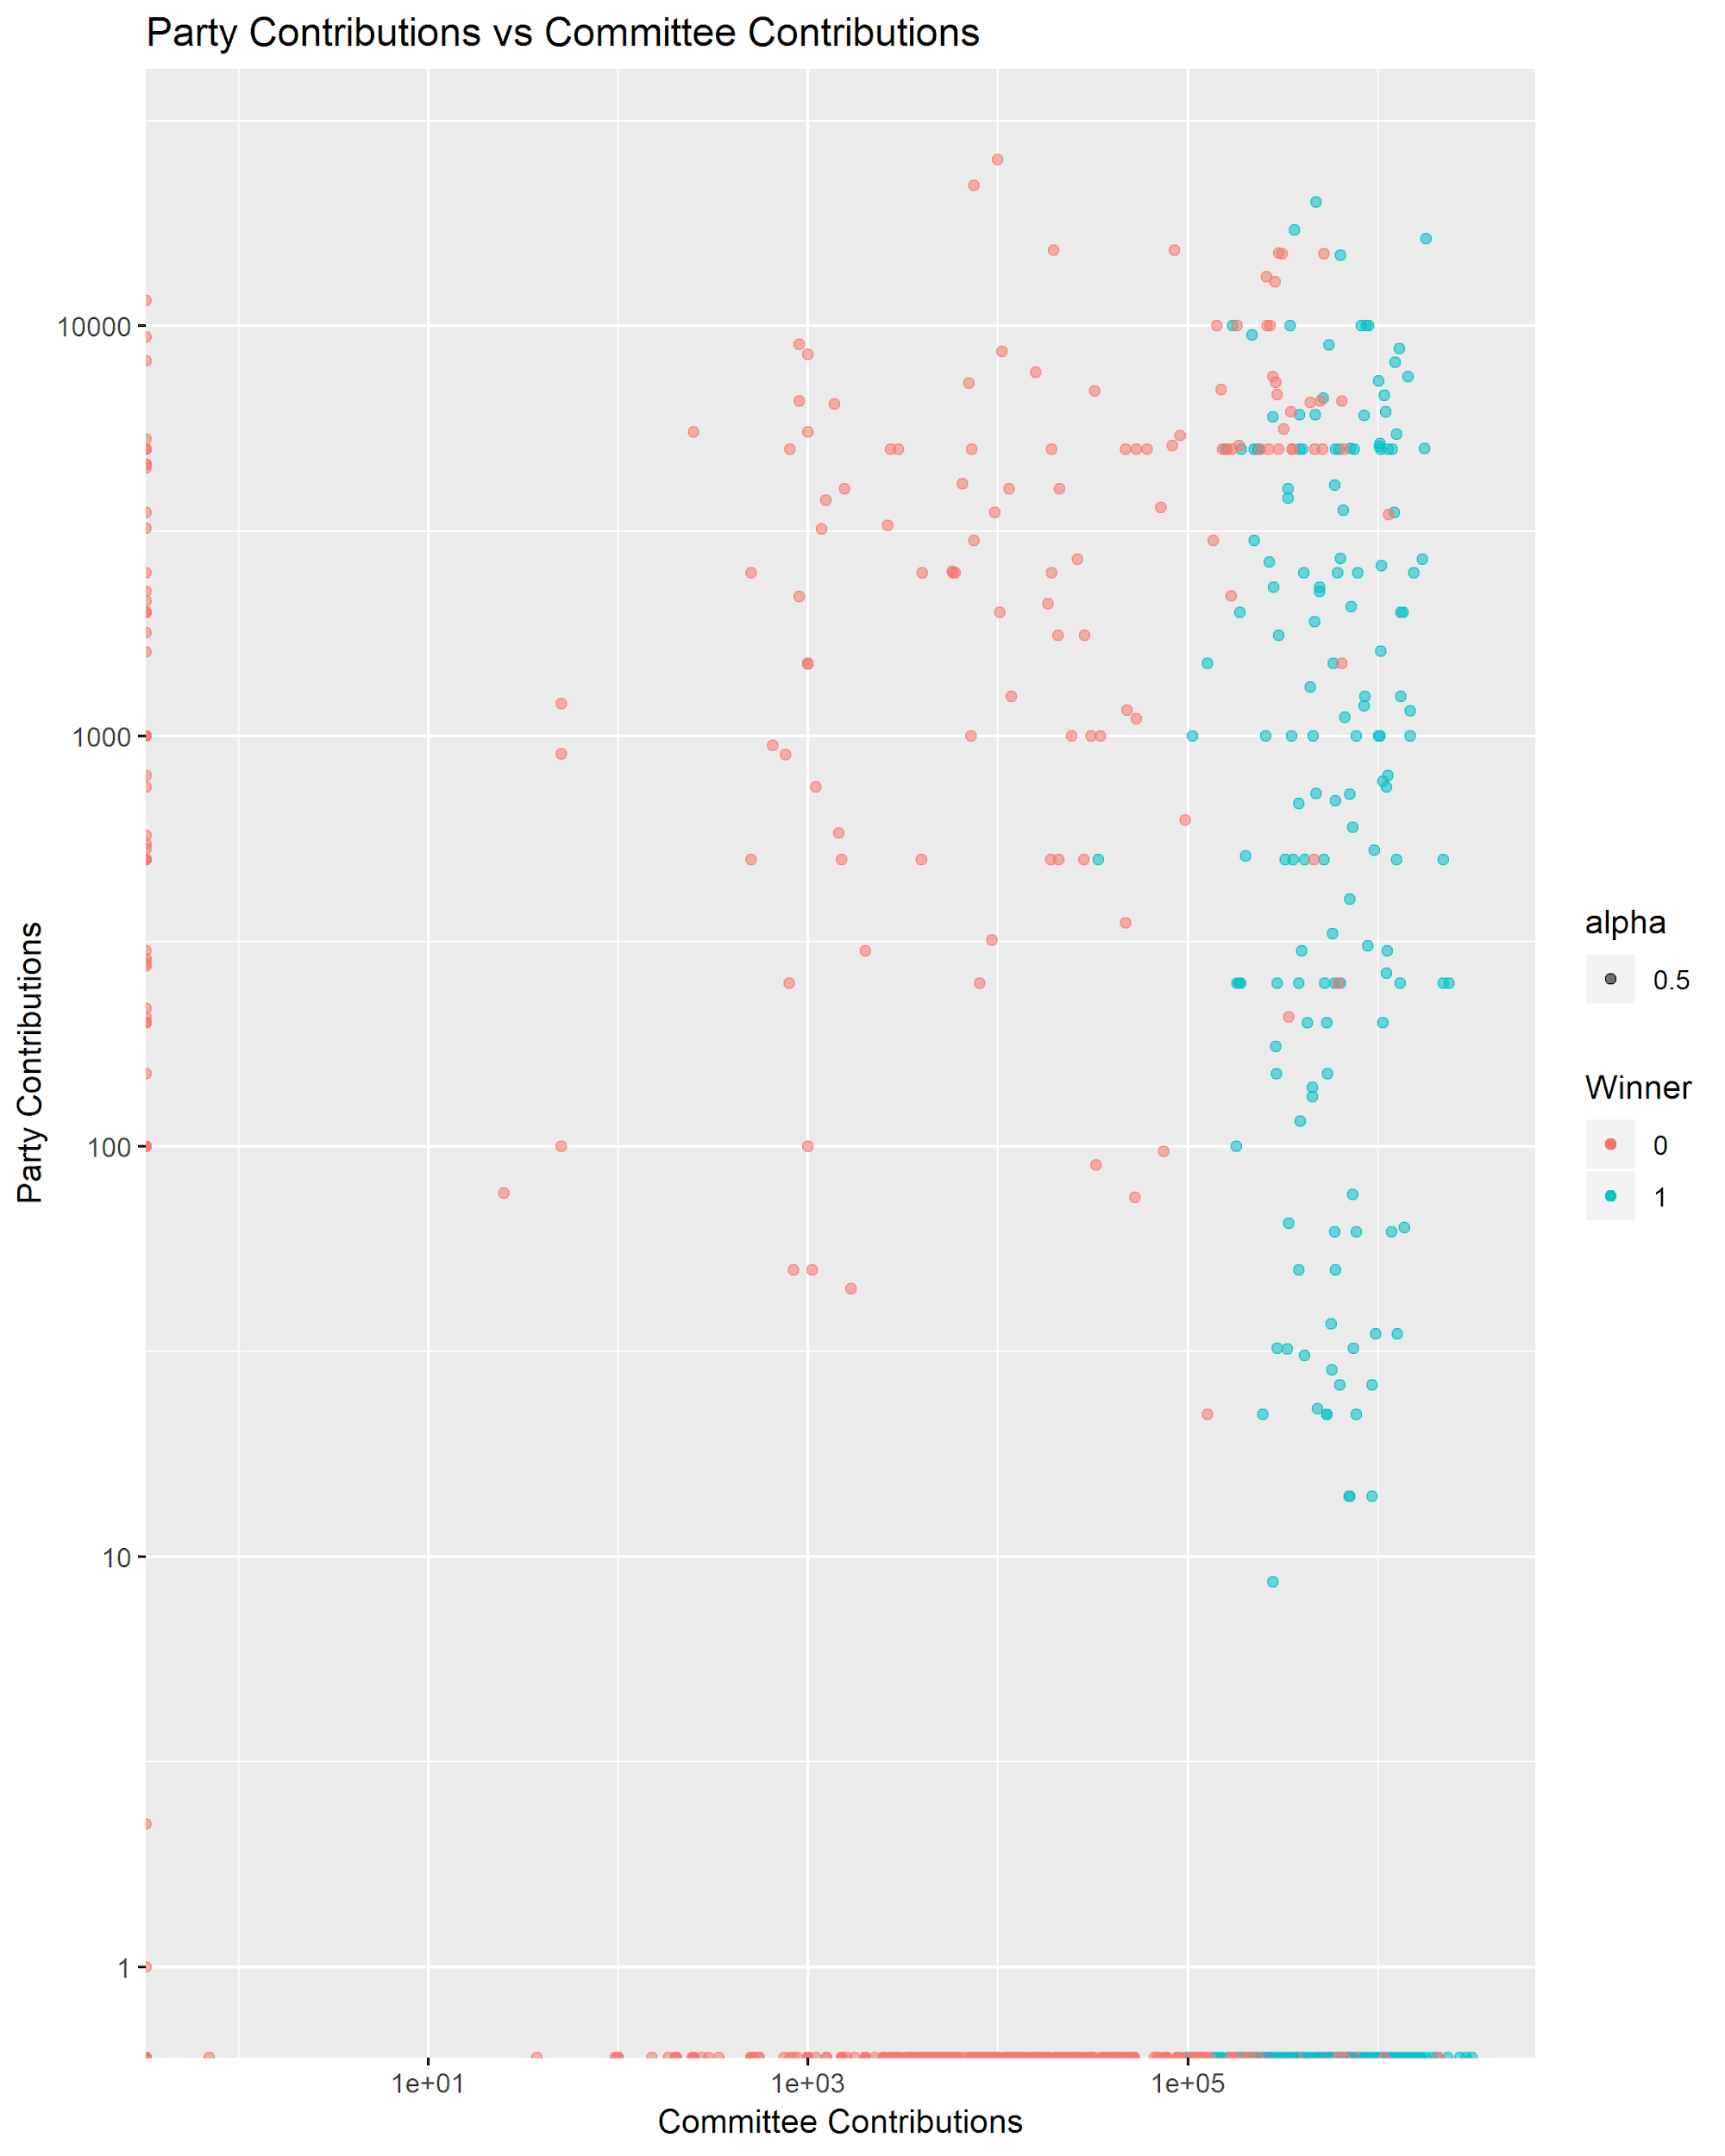 Party Contributions vs Committee Contributions
10000
1000
100
10
1
Party Contributions
1e+01
1e+03
1e+05
Committee Contributions
alpha
0.5
Winner
0
1